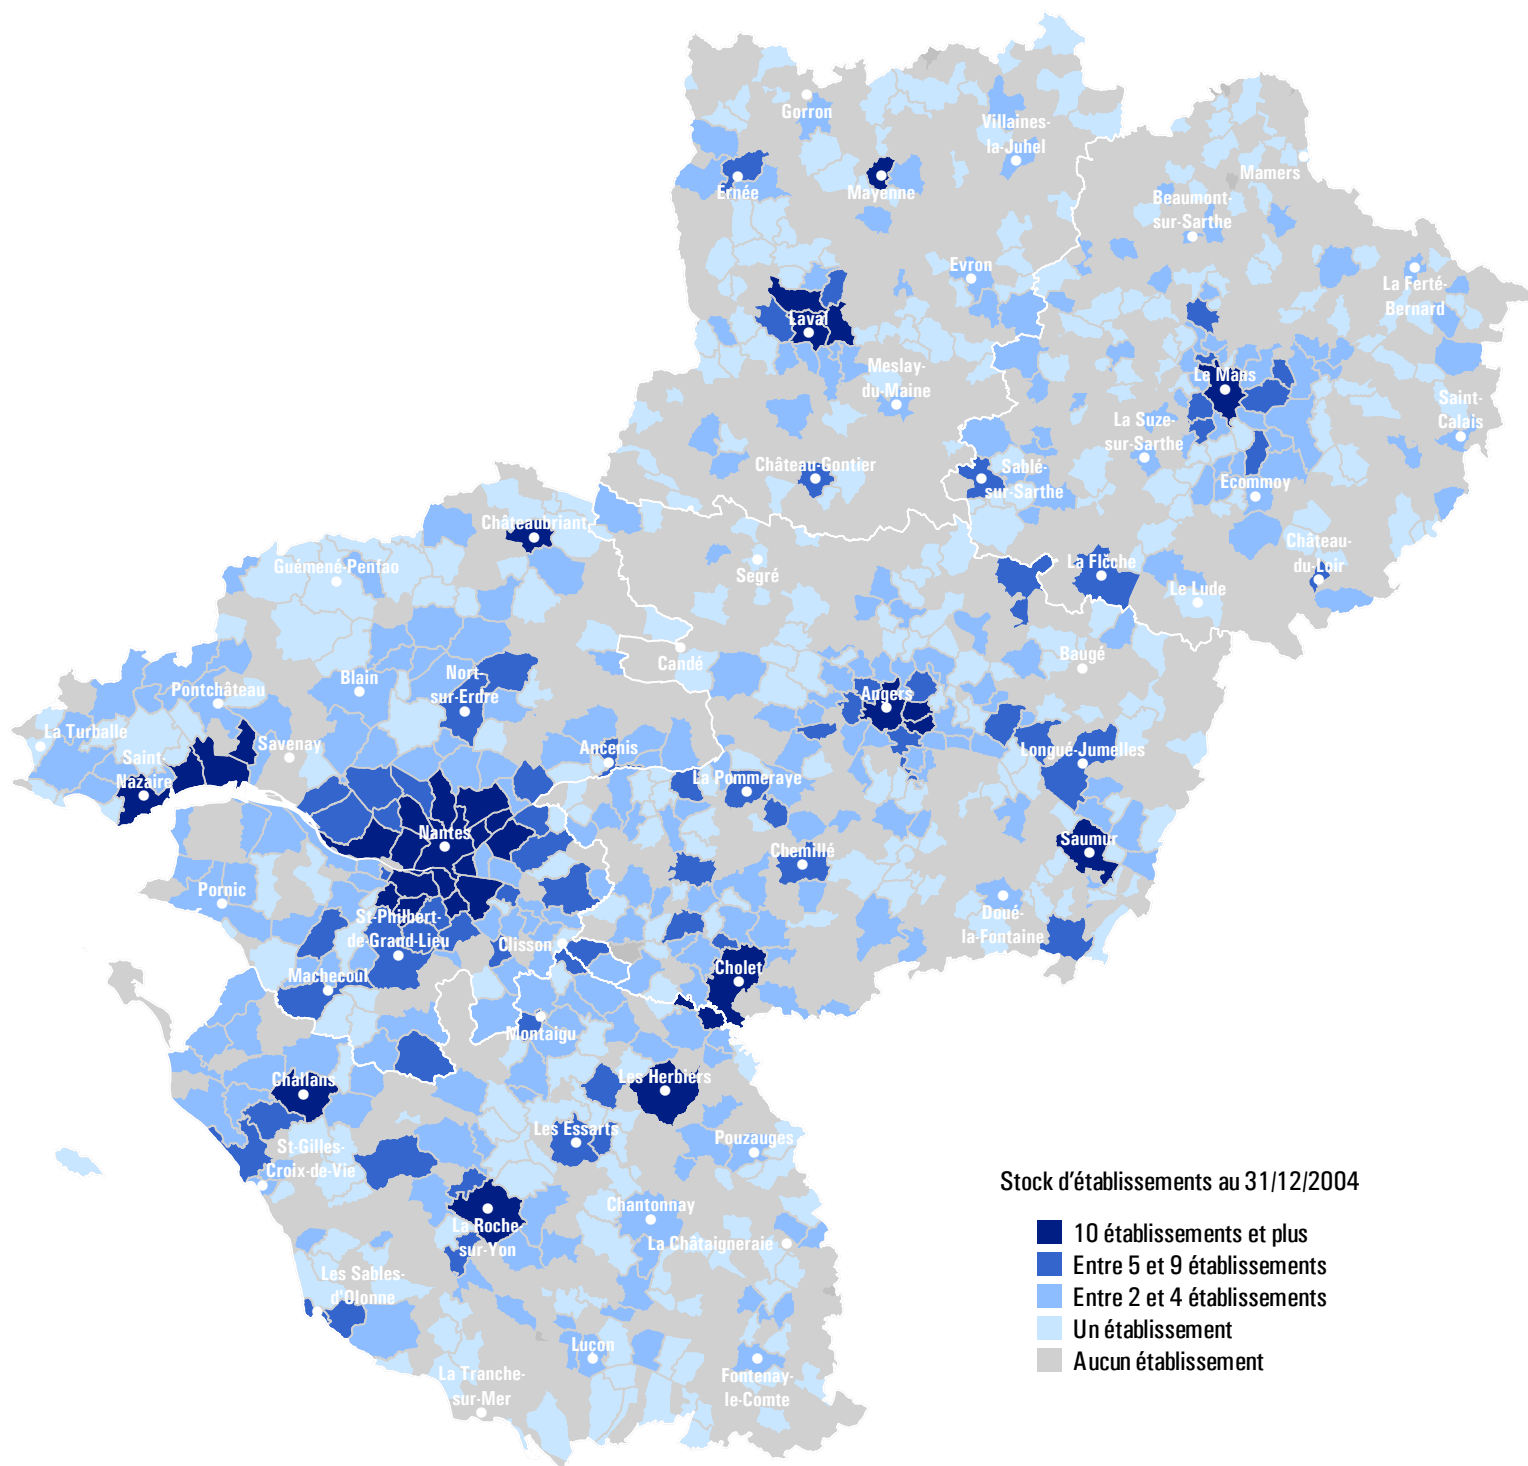 Gorron
Villaines-
la-Juhel
Mamers
Ernée
Mayenne
Beaumont-
sur-Sarthe
Evron
La Ferté-
Bernard
Laval
Meslay-
du-Maine
Le Mans
Saint-
Calais
La Suze-
sur-Sarthe
Château-Gontier
Sablé-
sur-Sarthe
Ecommoy
Châteaubriant
Château-
du-Loir
Guémené-Penfao
Segré
La Flèche
Le Lude
Candé
Baugé
Blain
Nort
sur-Erdre
Pontchâteau
Angers
La Turballe
Savenay
Ancenis
Longué-Jumelles
Saint-
Nazaire
La Pommeraye
Nantes
Saumur
Chemillé
Pornic
St-Philbert-
de-Grand-Lieu
Doué-
la-Fontaine
Clisson
Cholet
Machecoul
Montaigu
Challans
Les Herbiers
Les Essarts
Pouzauges
St-Gilles-
Croix-de-Vie
Chantonnay
La Roche-
sur-Yon
La Châtaigneraie
Les Sables-
d'Olonne
Luçon
La Tranche-
sur-Mer
Fontenay-
le-Comte
Stock d'établissements au 31/12/2004
10 établissements et plus
Entre 5 et 9 établissements
Entre 2 et 4 établissements
Un établissement
Aucun établissement